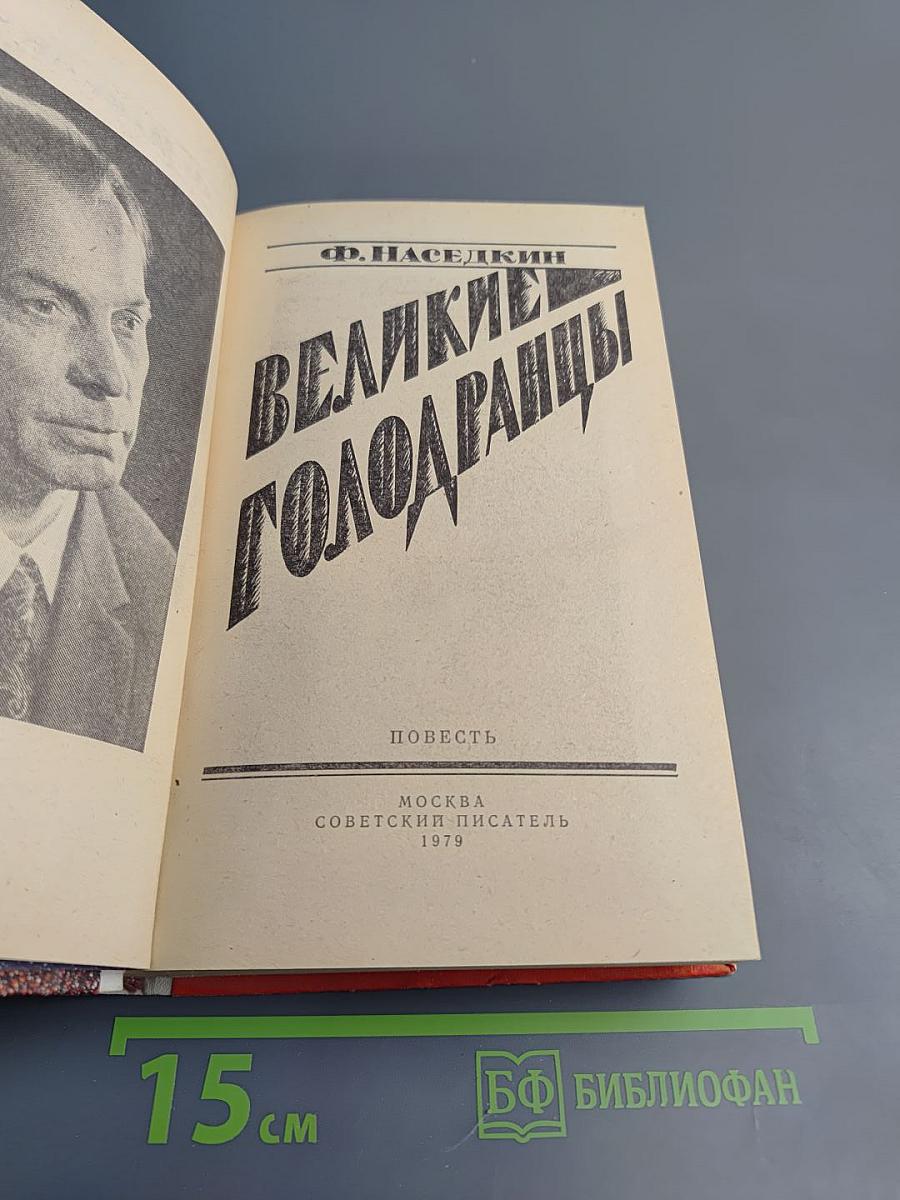 Ф. НАСЕДКИН
ВЕЛИКИЕ
ГОЛОДРАНЦЫ
ПОВЕСТЬ
МОСКВА
СОВЕТСКИЙ ПИСАТЕЛЬ
1979
15 см
БФ БИБЛИОФАН